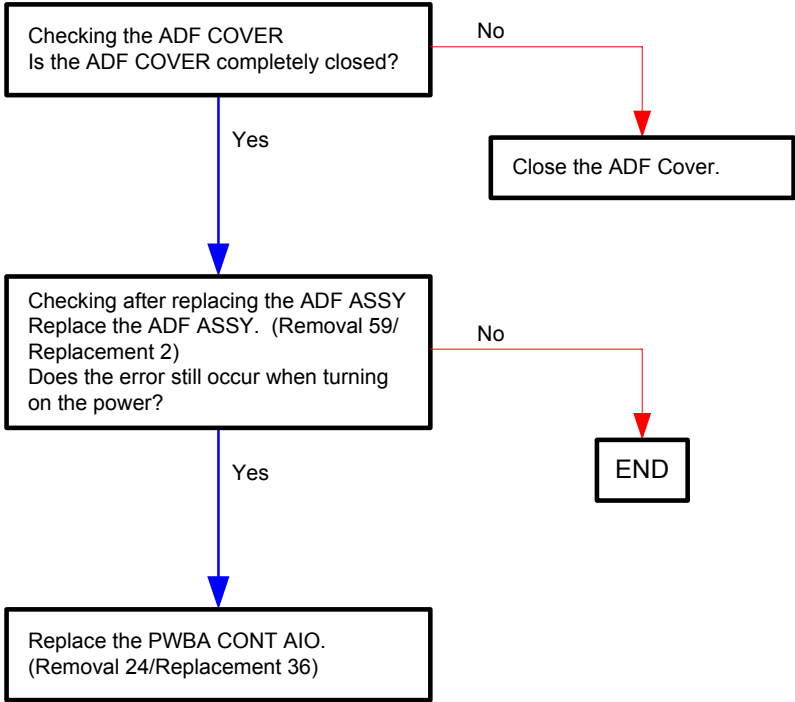 Checking the ADF COVER
Is the ADF COVER completely closed?
No
Yes
Close the ADF Cover.
Checking after replacing the ADF ASSY
Replace the ADF ASSY.  (Removal 59/
Replacement 2)
Does the error still occur when turning
on the power?
No
Yes
END
Replace the PWBA CONT AIO.
(Removal 24/Replacement 36)